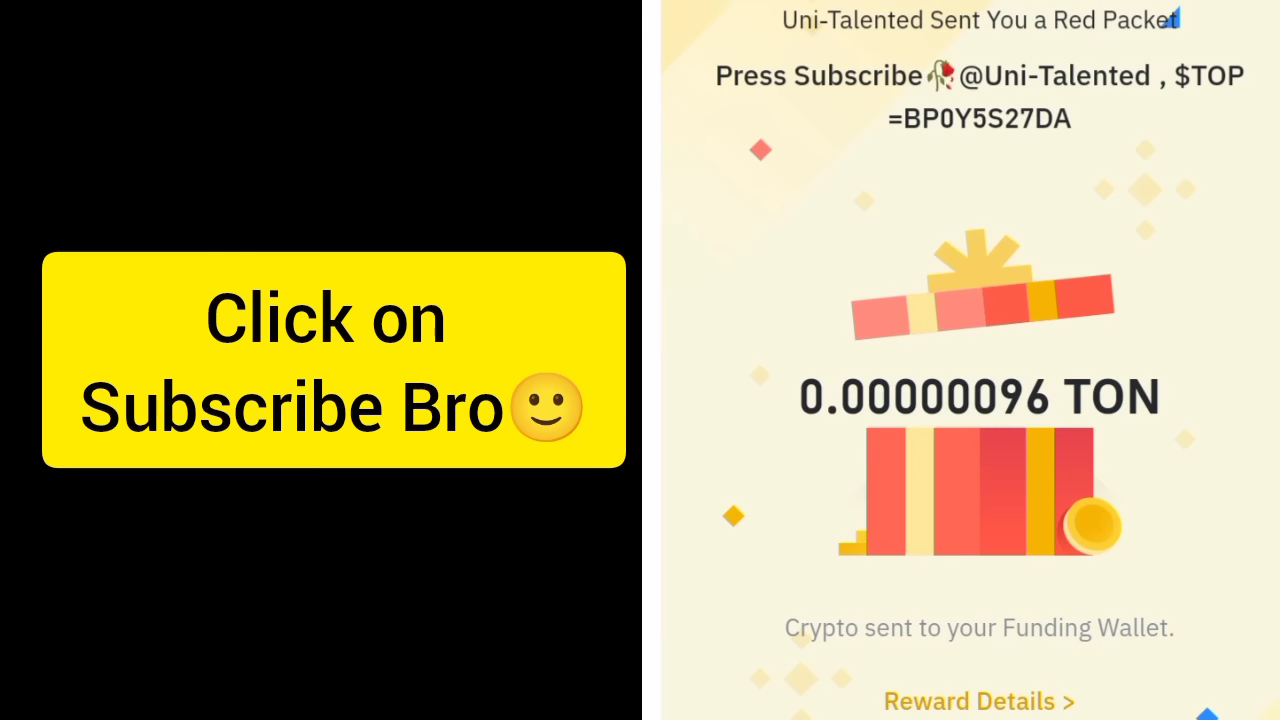 Click on
Subscribe Bro🙂
Uni-Talented Sent You a Red Packet
Press Subscribe🥀@Uni-Talented , $TOP
=BP0Y5S27DA
0.00000096 TON
Crypto sent to your Funding Wallet.
Reward Details >